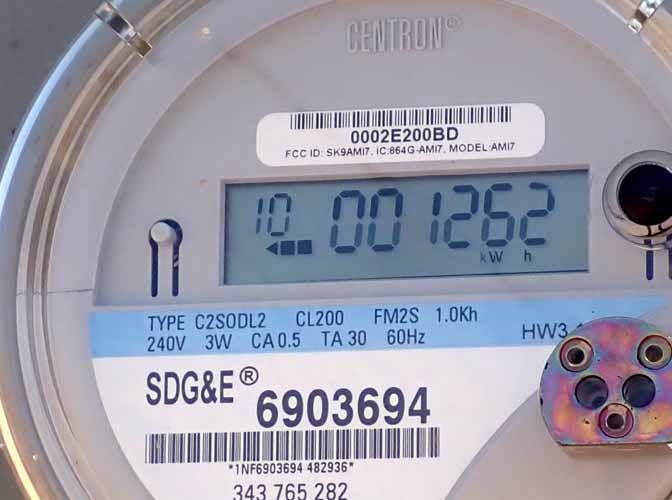 CENTRON®
0002E200BD
FCC ID: SK9AMI7, IC:864G-AMI7, MODEL:AMI7
10 001262
kW h
TYPE C2SODL2 CL200 FM2S 1.0Kh
240V 3W CA 0.5 TA 30 60Hz HW3.
SDG&E® 6903694
*1NF6903694 482936*
343 765 282